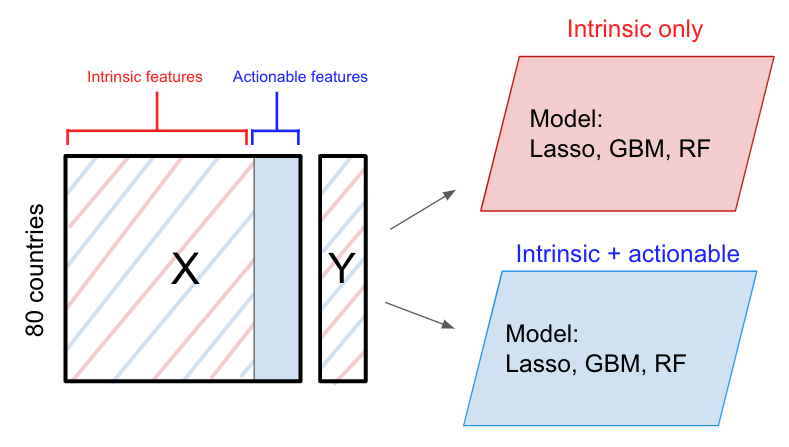 Intrinsic only
Intrinsic features
Actionable features
Model:
Lasso, GBM, RF
80 countries
X
Y
Intrinsic + actionable
Model:
Lasso, GBM, RF